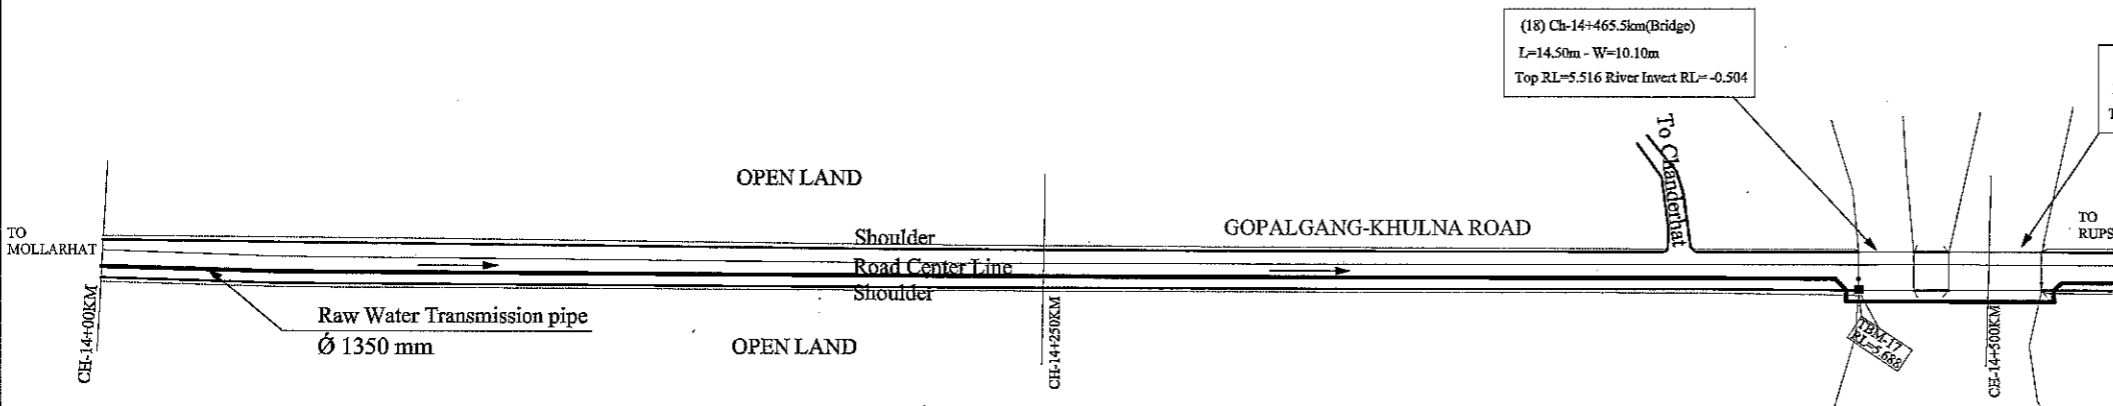 (18) Ch-14+465.5km(Bridge)
L=14.50m - W=10.10m
Top RL=5.516 River Invert RL= -0.504
T
To Chanderhat
OPEN LAND
GOPALGANG-KHULNA ROAD
TO
MOLLARHAT
TO
RUPS
Shoulder
Road Center Line
Shoulder
Raw Water Transmission pipe
Ø 1350 mm
OPEN LAND
CH-14+00KM
CH-14+250KM
TBM-17
RL=5.688
CH-14+500KM